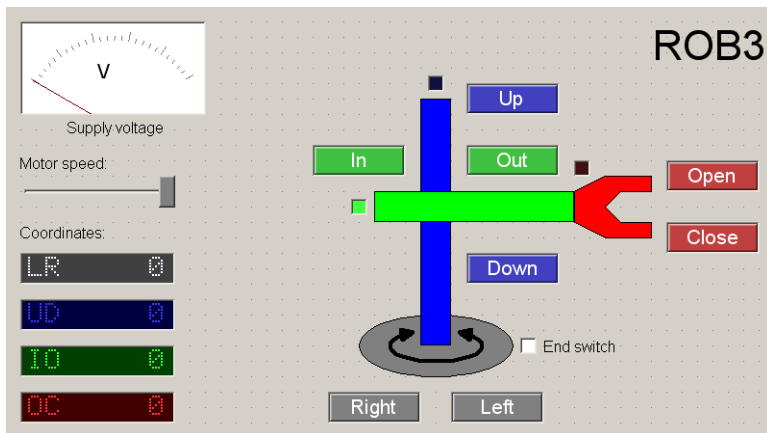 ROB3
V
Supply voltage
Up
In
Out
Motor speed:
Open
Close
Coordinates:
LR 0
Down
UD 0
End switch
IO 0
OC 0
Right
Left